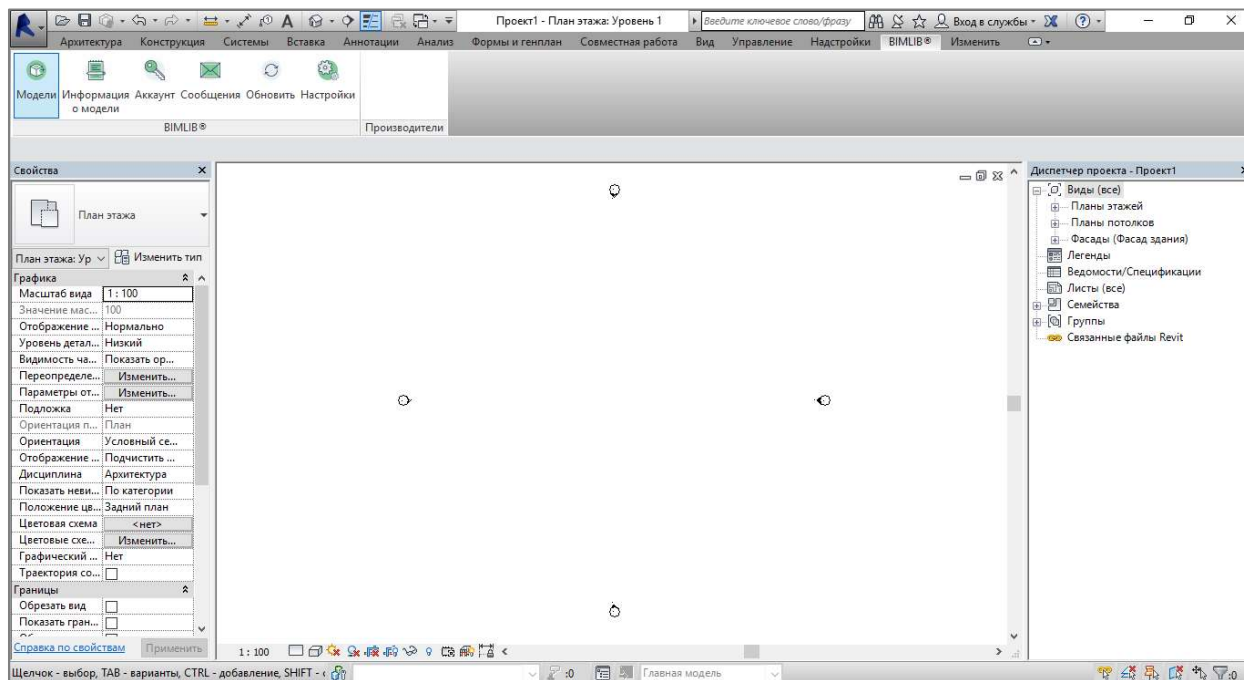 Проект1 - План этажа: Уровень 1
Введите ключевое слово/фразу
Вход в службы
Архитектура Конструкция Системы Вставка Аннотации Анализ Формы и генплан Совместная работа Вид Управление Надстройки BIMLIB® Изменить
Модели Информация о модели Аккаунт Сообщения Обновить Настройки
BIMLIB® Производители
Свойства
План этажа
План этажа: Ур
Изменить тип
Графика
Масштаб вида 1 : 100
Значение мас... 100
Отображение ... Нормально
Уровень детал... Низкий
Видимость ча... Показать ор...
Переопределе... Изменить...
Параметры от... Изменить...
Подложка Нет
Ориентация п... План
Ориентация Условный се...
Отображение ... Подчистить ...
Дисциплина Архитектура
Показать неви... По категории
Положение цв... Задний план
Цветовая схема <нет>
Цветовые схе... Изменить...
Графический ... Нет
Траектория со...
Границы
Обрезать вид
Показать гран...
Справка по свойствам Применить
1 : 100
Диспетчер проекта - Проект1
Виды (все)
Планы этажей
Планы потолков
Фасады (Фасад здания)
Легенды
Ведомости/Спецификации
Листы (все)
Семейства
Группы
Связанные файлы Revit
Щелчок - выбор, TAB - варианты, CTRL - добавление, SHIFT -
:0
Главная модель
:0